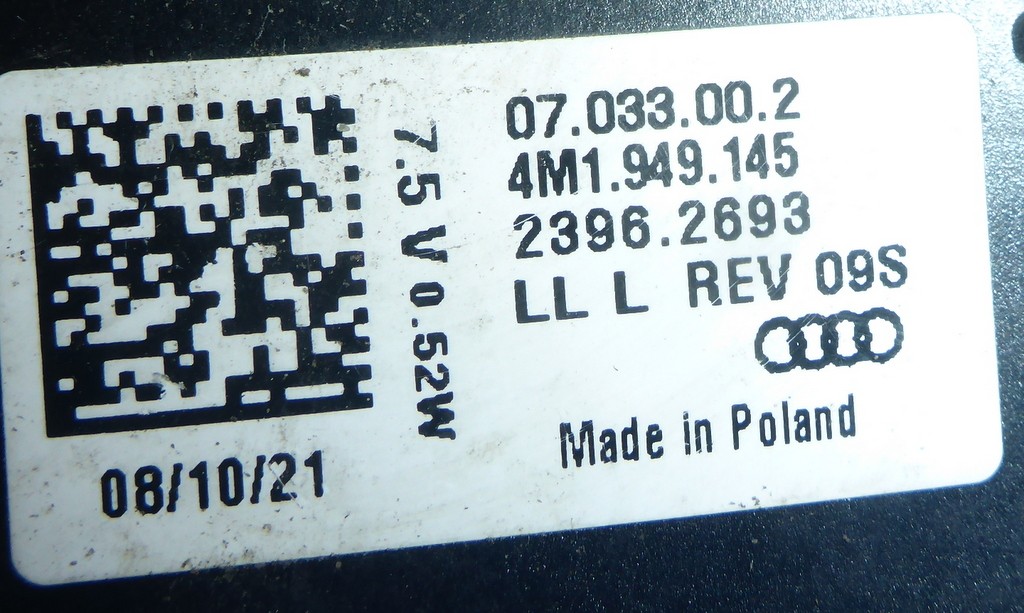 07.033.00.2
4M1.949.145
2396.2693
LL L REV 09S
Made in Poland
7.5 V 0.52W
08/10/21